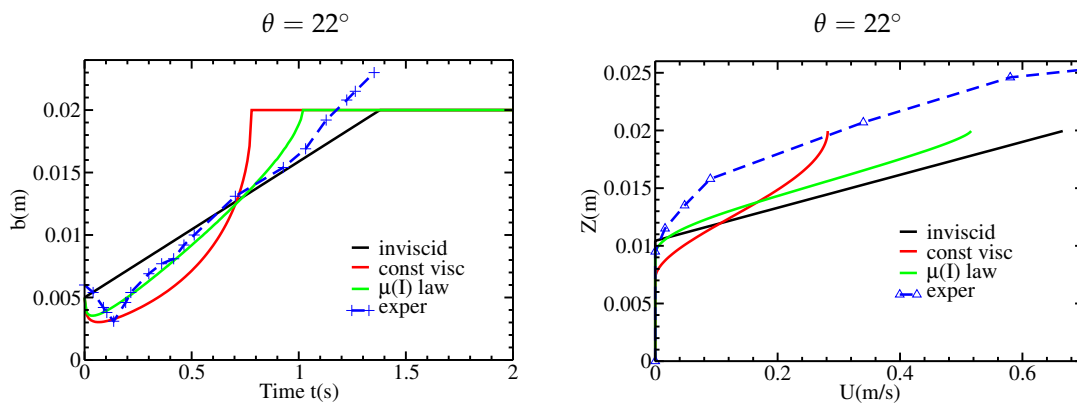 θ = 22°
b(m)
0.02
0.015
0.01
0.005
0
0
0.5
1
1.5
2
Time t(s)
inviscid
const visc
μ(I) law
exper
θ = 22°
Z(m)
0.025
0.02
0.015
0.01
0.005
0
0
0.2
0.4
0.6
U(m/s)
inviscid
const visc
μ(I) law
exper